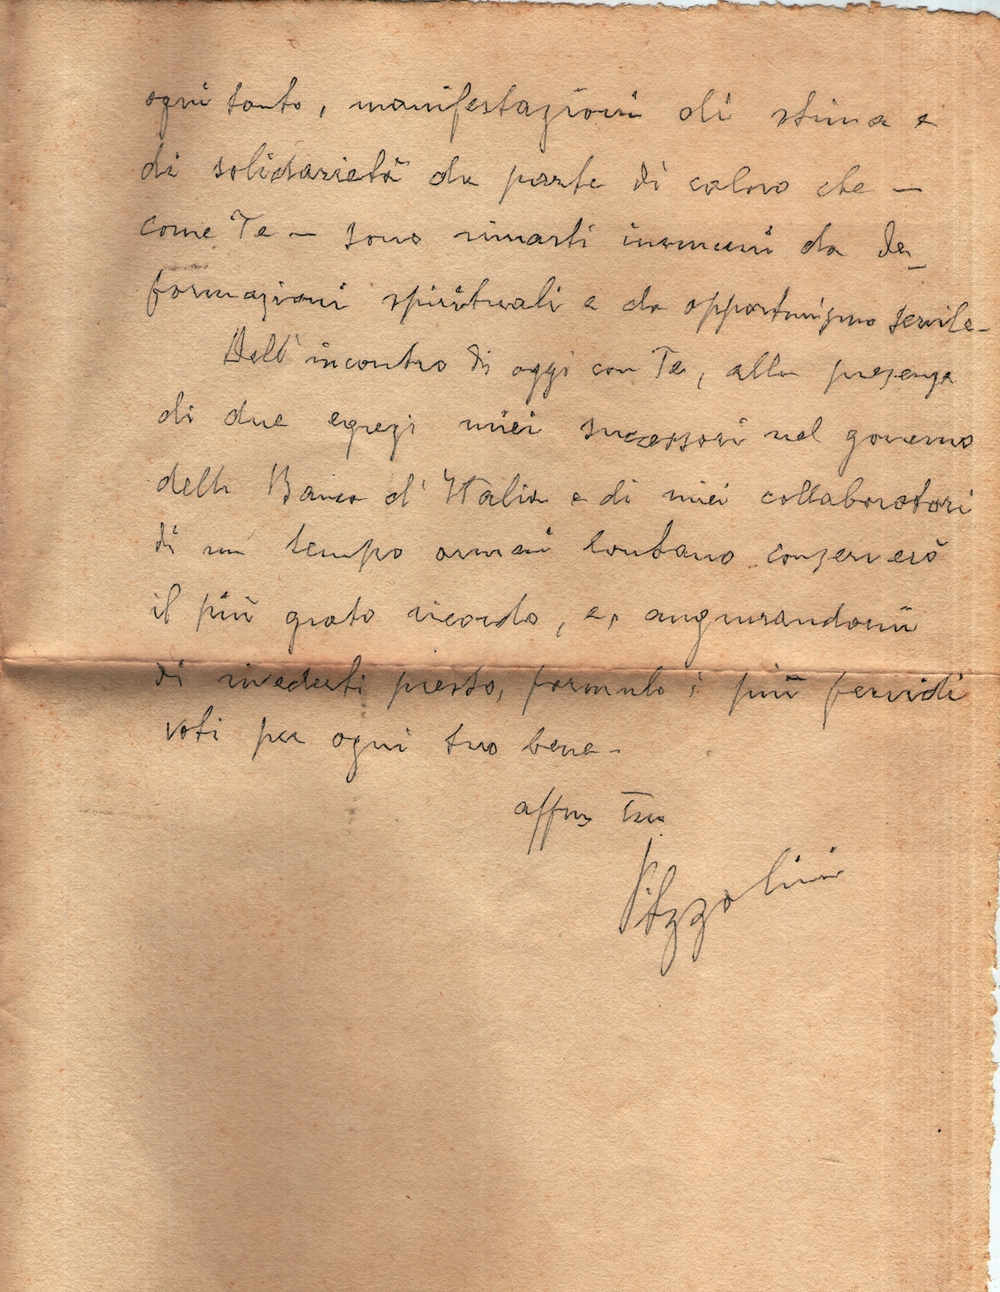 ogni tanto, manifestazioni di stima e
di solidarietà da parte di coloro che –
come Te – sono rimasti immuni da de_
formazioni spirituali e da opportunismo servile–
Dell'incontro di oggi con Te, alla presenza
di due egregi miei successori nel governo
della Banca d'Italia e di miei collaboratori
di un tempo ormai lontano conserverò
il più grato ricordo, e, augurandomi
di rivederti presto, formulo i più fervidi
voti per ogni tuo bene –
affmo Tuo